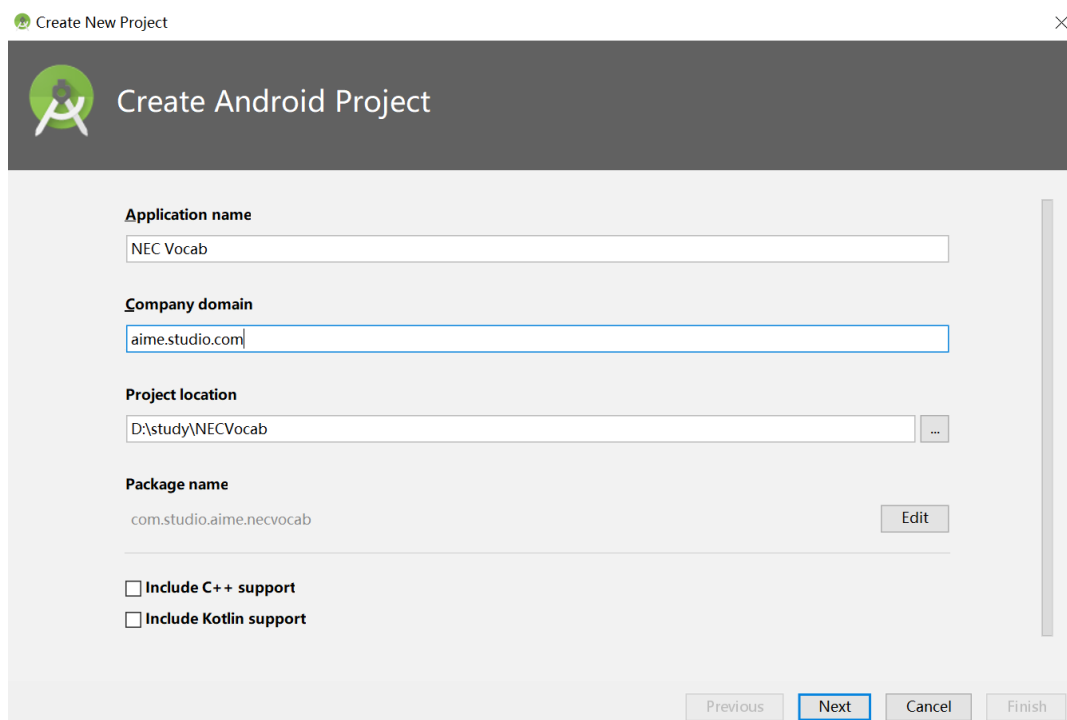 Create New Project
Create Android Project
Application name
NEC Vocab
Company domain
aime.studio.com
Project location
D:\study\NECVocab
...
Package name
com.studio.aime.necvocab
Edit
Include C++ support
Include Kotlin support
Previous Next Cancel Finish